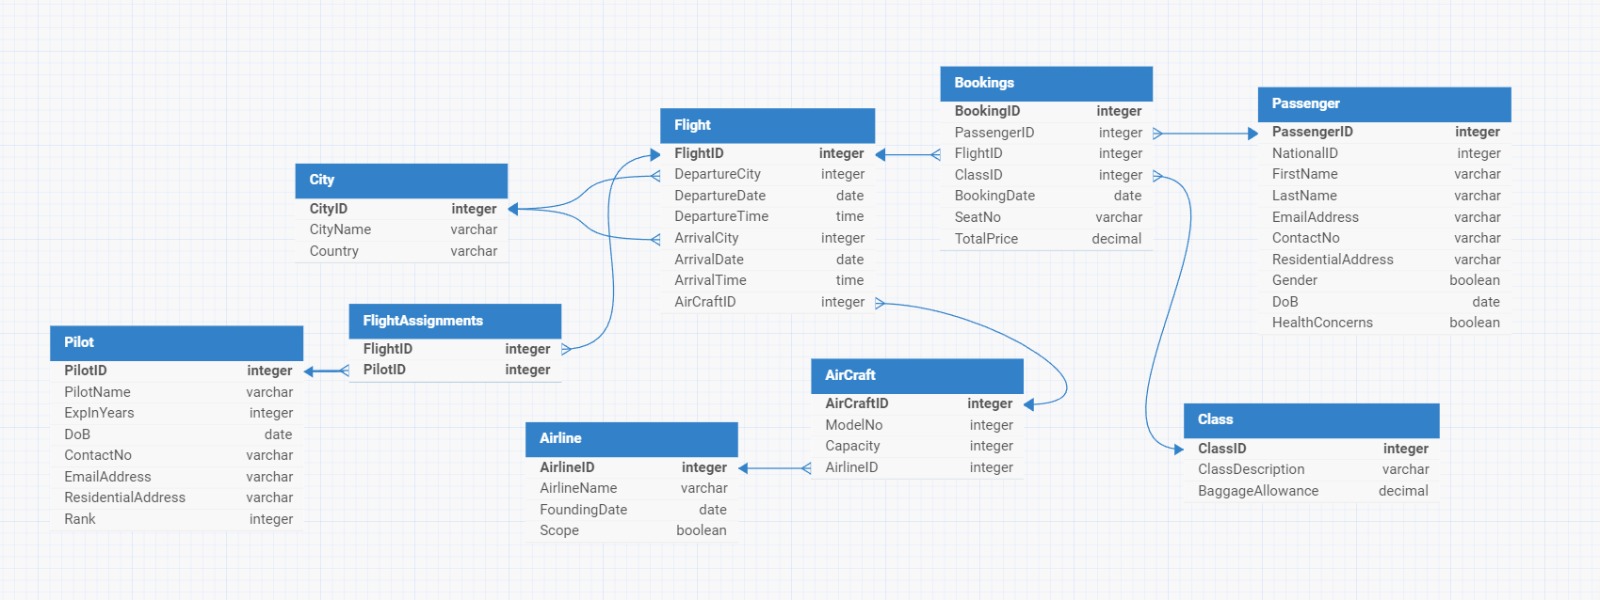 City
CityID integer
CityName varchar
Country varchar
Pilot
PilotID integer
PilotName varchar
ExpInYears integer
DoB date
ContactNo varchar
EmailAddress varchar
ResidentialAddress varchar
Rank integer
FlightAssignments
FlightID integer
PilotID integer
Flight
FlightID integer
DepartureCity integer
DepartureDate date
DepartureTime time
ArrivalCity integer
ArrivalDate date
ArrivalTime time
AirCraftID integer
Airline
AirlineID integer
AirlineName varchar
FoundingDate date
Scope boolean
AirCraft
AirCraftID integer
ModelNo integer
Capacity integer
AirlineID integer
Bookings
BookingID integer
PassengerID integer
FlightID integer
ClassID integer
BookingDate date
SeatNo varchar
TotalPrice decimal
Passenger
PassengerID integer
NationalID integer
FirstName varchar
LastName varchar
EmailAddress varchar
ContactNo varchar
ResidentialAddress varchar
Gender boolean
DoB date
HealthConcerns boolean
Class
ClassID integer
ClassDescription varchar
BaggageAllowance decimal